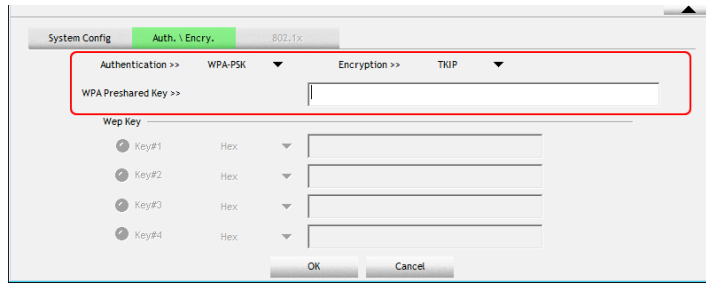 System Config Auth. \ Encry. 802.1x
Authentication >> WPA-PSK Encryption >> TKIP
WPA Preshared Key >>
Wep Key
Key#1 Hex
Key#2 Hex
Key#3 Hex
Key#4 Hex
OK Cancel